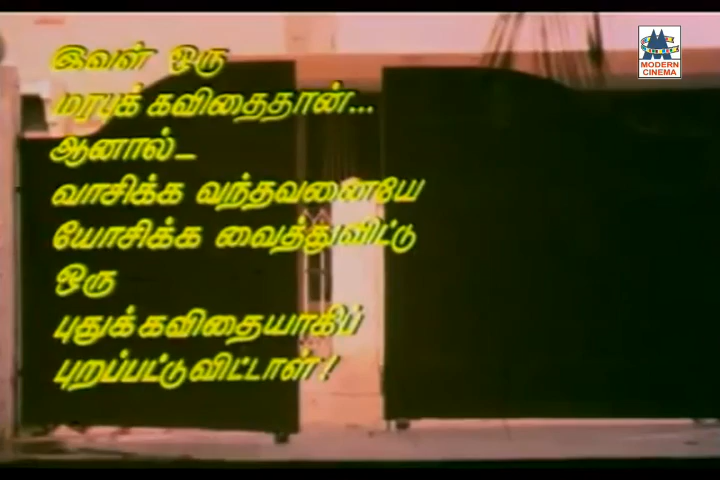 இவள் ஒரு
மரபுக் கவிதைதான்...
ஆனால்_
வாசிக்க வந்தவனையே
யோசிக்க வைத்துவிட்டு
ஒரு
புதுக்கவிதையாகிப்
புறப்பட்டுவிட்டாள்!
MODERN
CINEMA